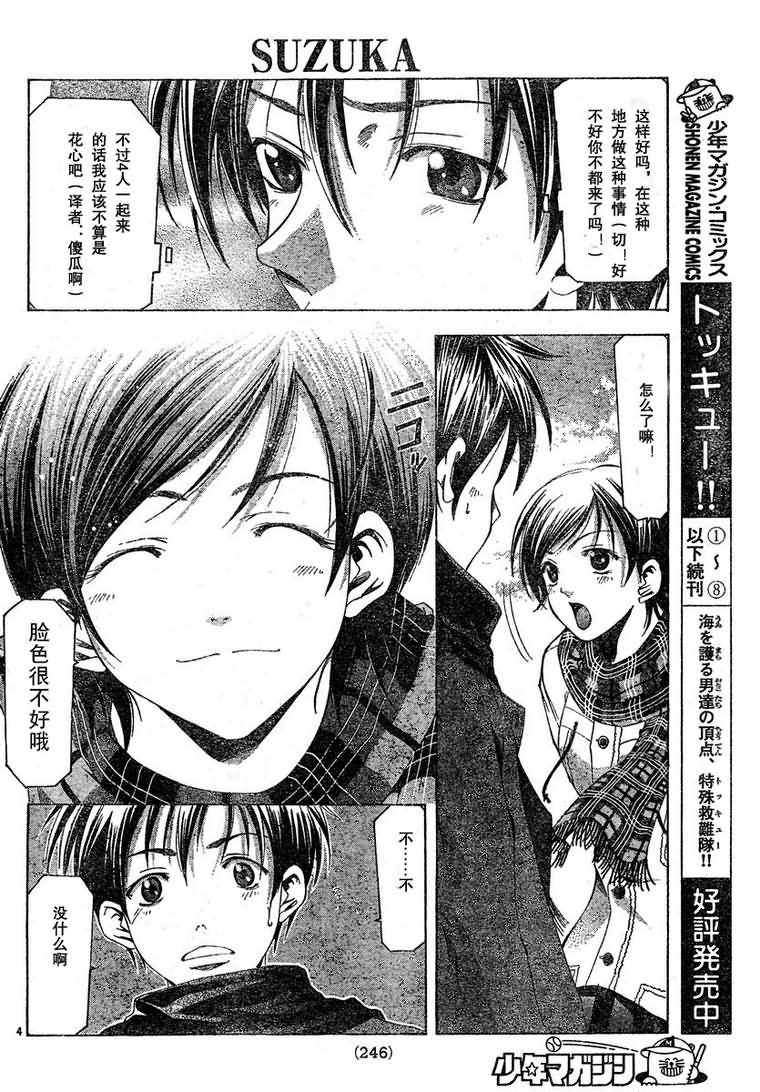 SUZUKA
这样好吗，在这种
地方做这种事情（切！好
不好你不都来了吗！）
不过4人一起来
的话我应该不算是
花心吧（译者：傻瓜啊）
怎么了嘛！
ニコッ
脸色很不好哦
不……不
没什么啊
4
(246)
少年マガジン・コミックス
SHONEN MAGAZINE COMICS
トッキュー!!
①～⑧
以下続刊
海を護る男達の頂点、特殊救難隊!!
好評発売中
少年マガジン